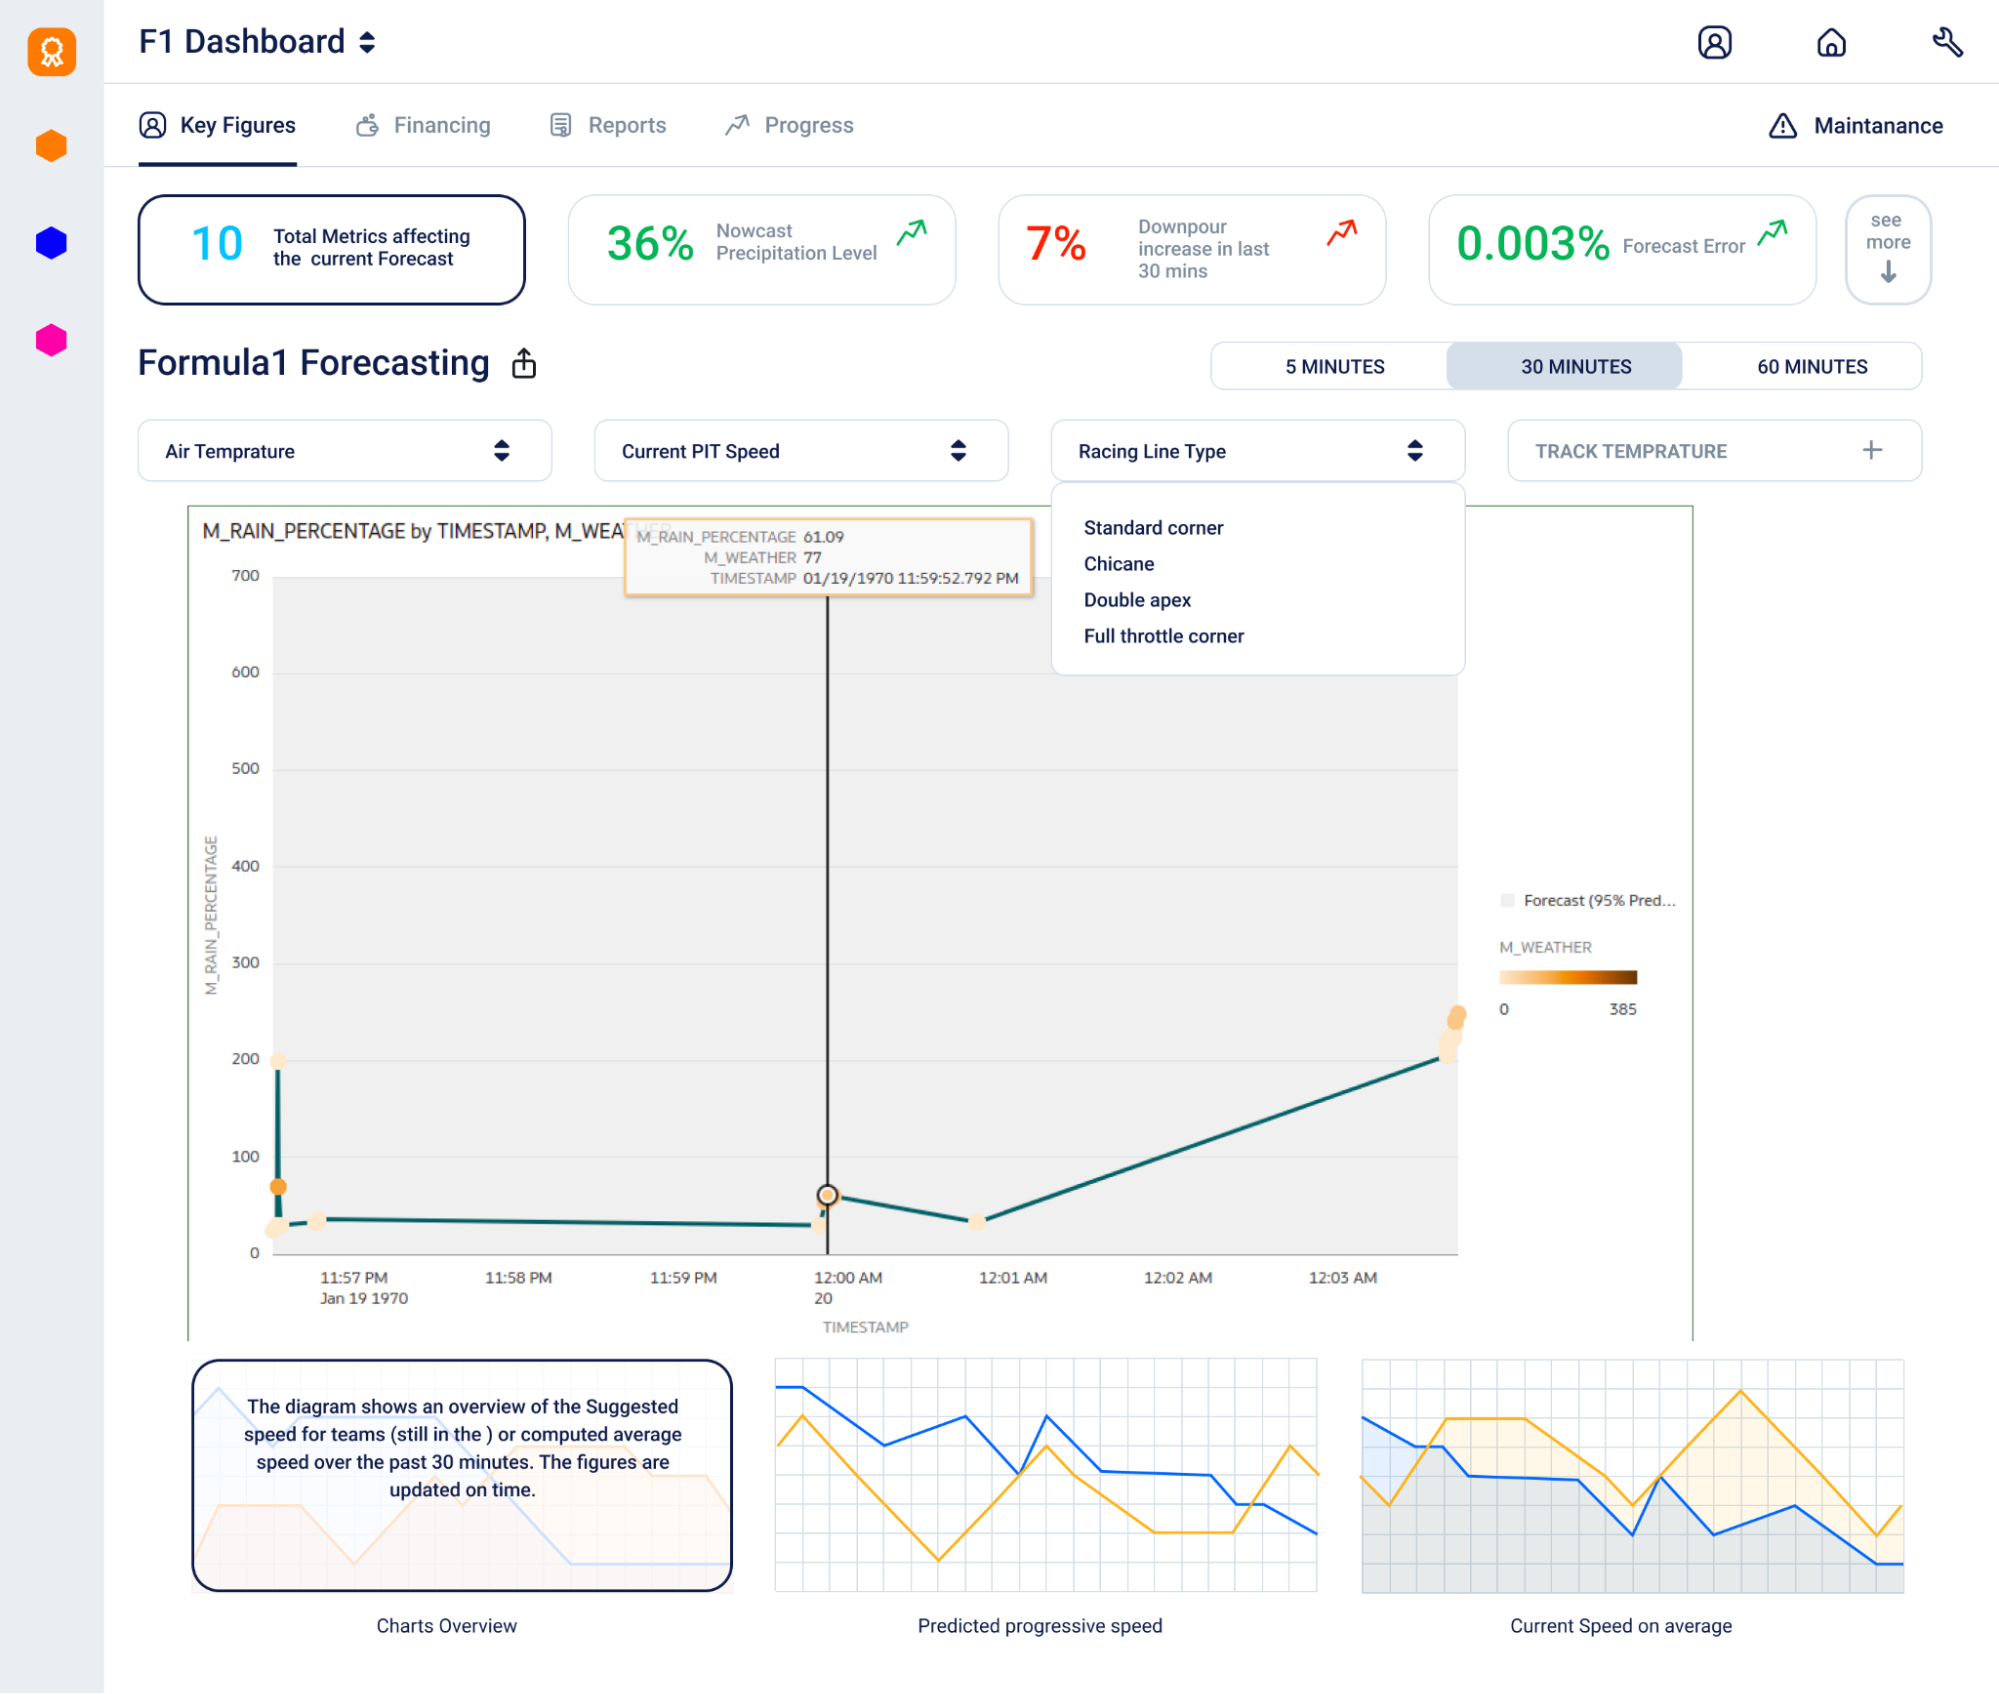 F1 Dashboard
Key Figures
Financing
Reports
Progress
Maintanance
10
Total Metrics affecting
the current Forecast
36%
Nowcast
Precipitation Level
7%
Downpour
increase in last
30 mins
0.003%
Forecast Error
see
more
Formula1 Forecasting
5 MINUTES
30 MINUTES
60 MINUTES
Air Temprature
Current PIT Speed
Racing Line Type
TRACK TEMPRATURE
Standard corner
Chicane
Double apex
Full throttle corner
M_RAIN_PERCENTAGE by TIMESTAMP, M_WEATHER
M_RAIN_PERCENTAGE 61.09
M_WEATHER 77
TIMESTAMP 01/19/1970 11:59:52.792 PM
700
600
500
400
300
200
100
0
M_RAIN_PERCENTAGE
11:57 PM
Jan 19 1970
11:58 PM
11:59 PM
12:00 AM
20
12:01 AM
12:02 AM
12:03 AM
TIMESTAMP
Forecast (95% Pred...
M_WEATHER
0
385
The diagram shows an overview of the Suggested
speed for teams (still in the ) or computed average
speed over the past 30 minutes. The figures are
updated on time.
Charts Overview
Predicted progressive speed
Current Speed on average